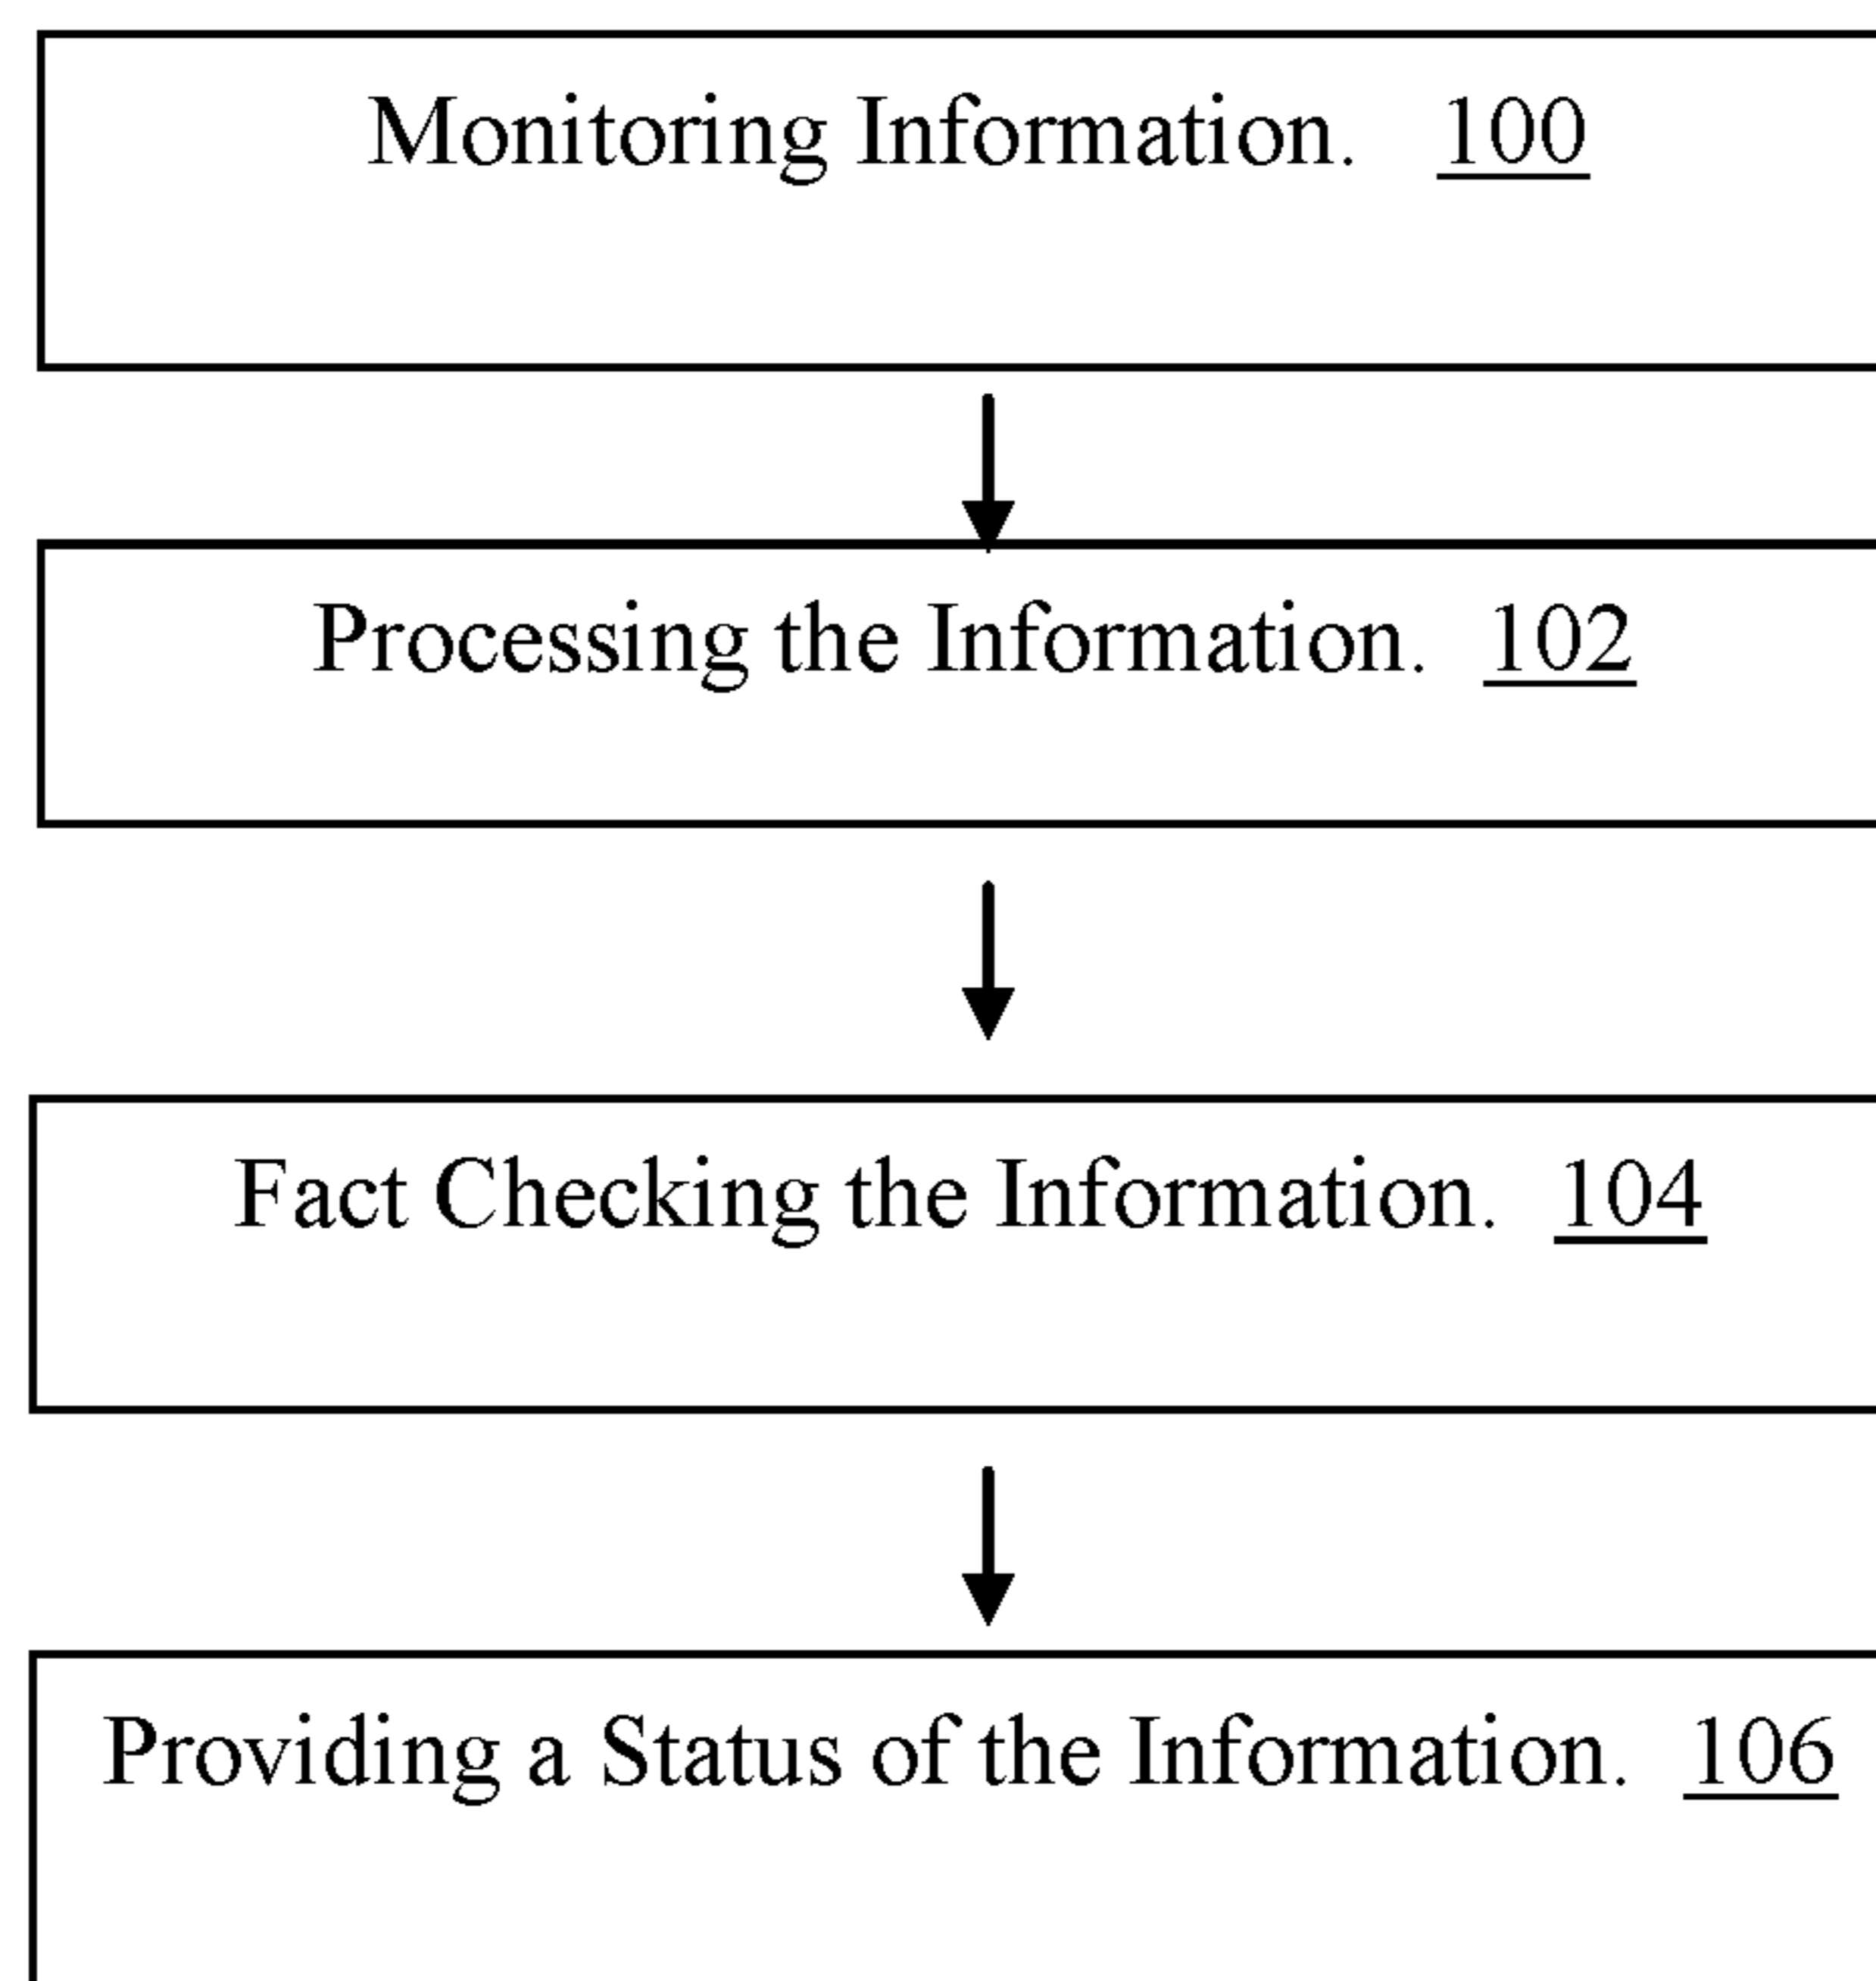 Monitoring Information. 100
Processing the Information. 102
Fact Checking the Information. 104
Providing a Status of the Information. 106